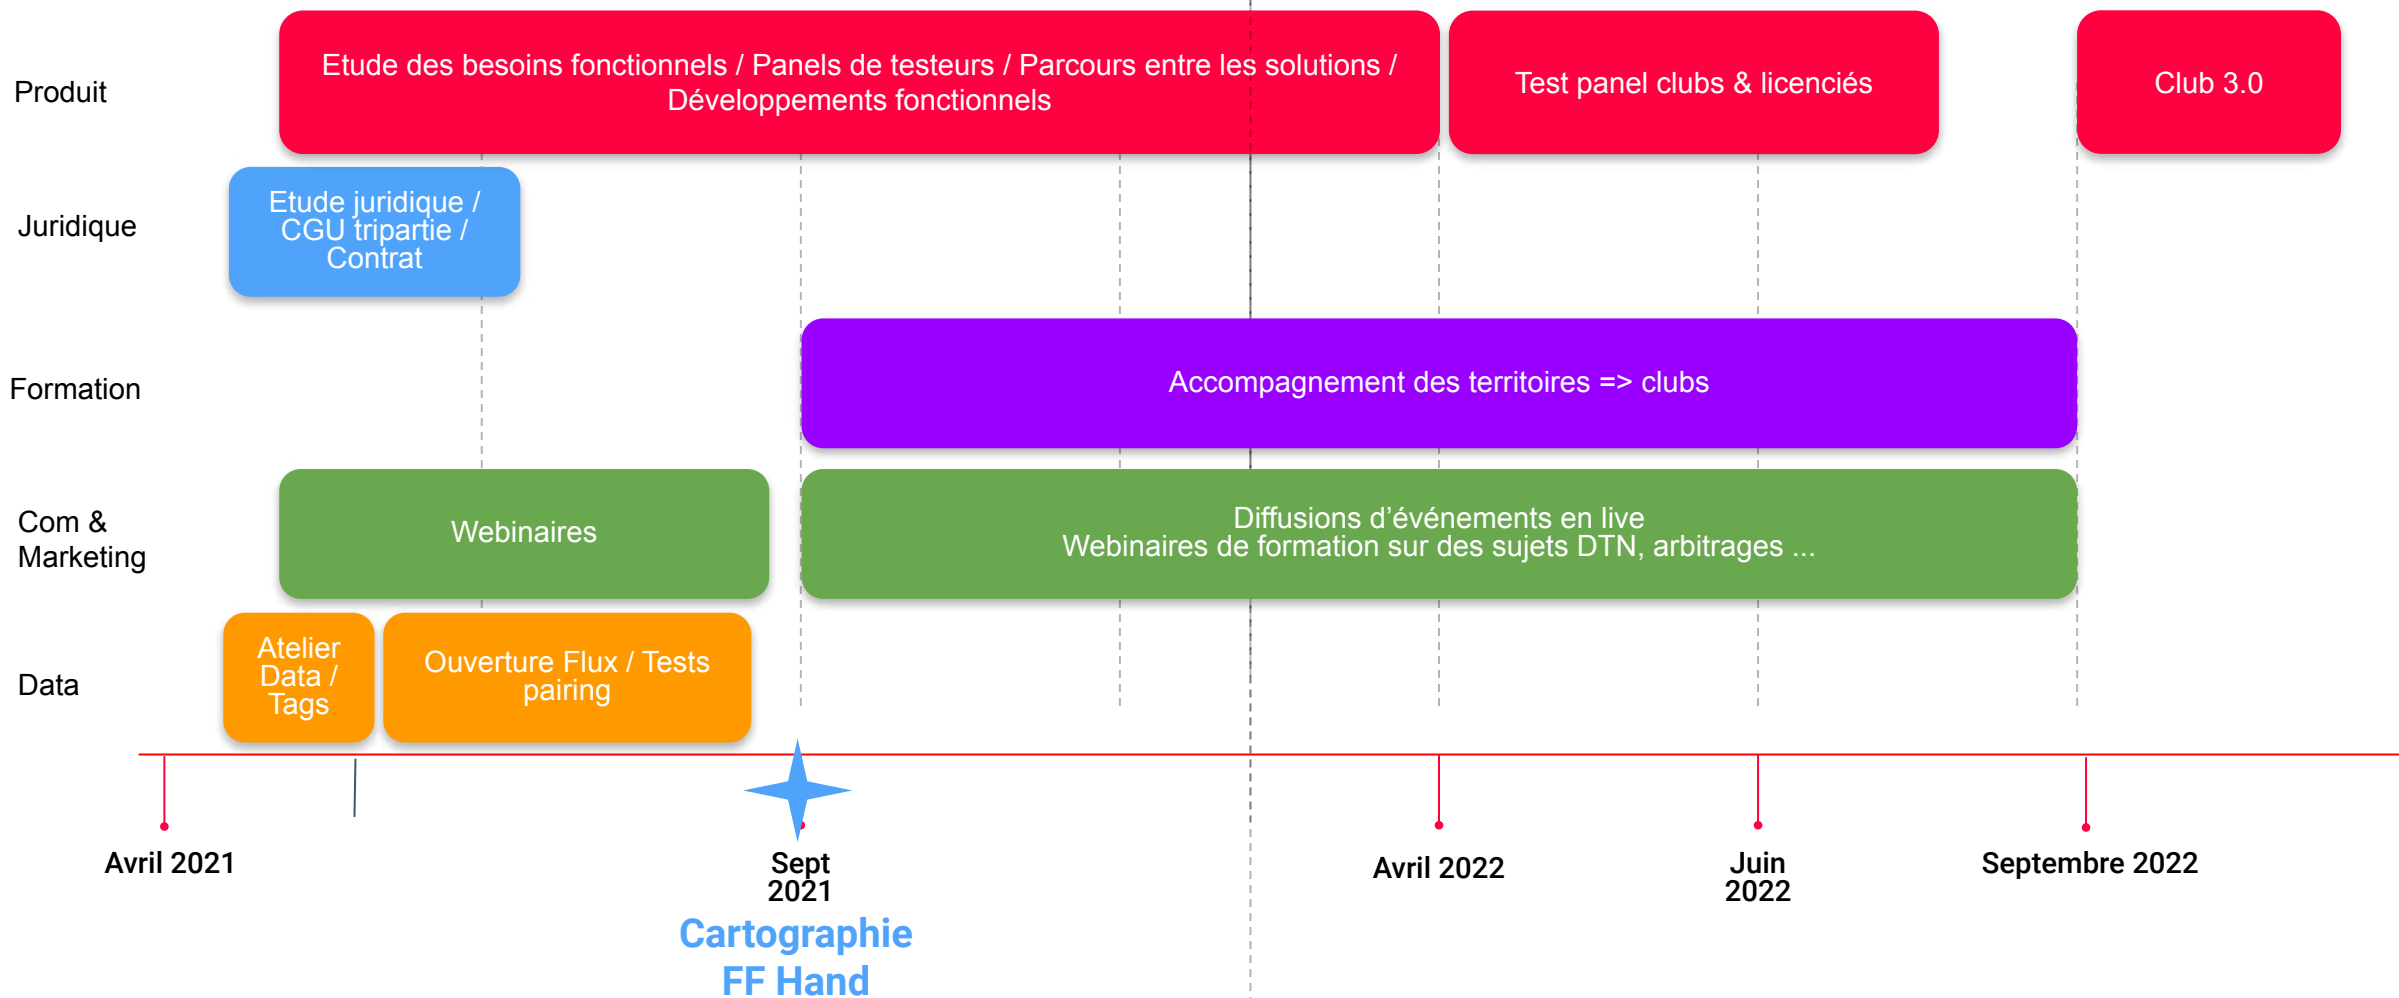 Produit
Etude des besoins fonctionnels / Panels de testeurs / Parcours entre les solutions /
Développements fonctionnels
Test panel clubs & licenciés
Club 3.0
Juridique
Etude juridique /
CGU tripartie /
Contrat
Formation
Accompagnement des territoires => clubs
Com &
Marketing
Webinaires
Diffusions d’événements en live
Webinaires de formation sur des sujets DTN, arbitrages ...
Data
Atelier
Data /
Tags
Ouverture Flux / Tests
pairing
Avril 2021
Sept
2021
Avril 2022
Juin
2022
Septembre 2022
Cartographie
FF Hand